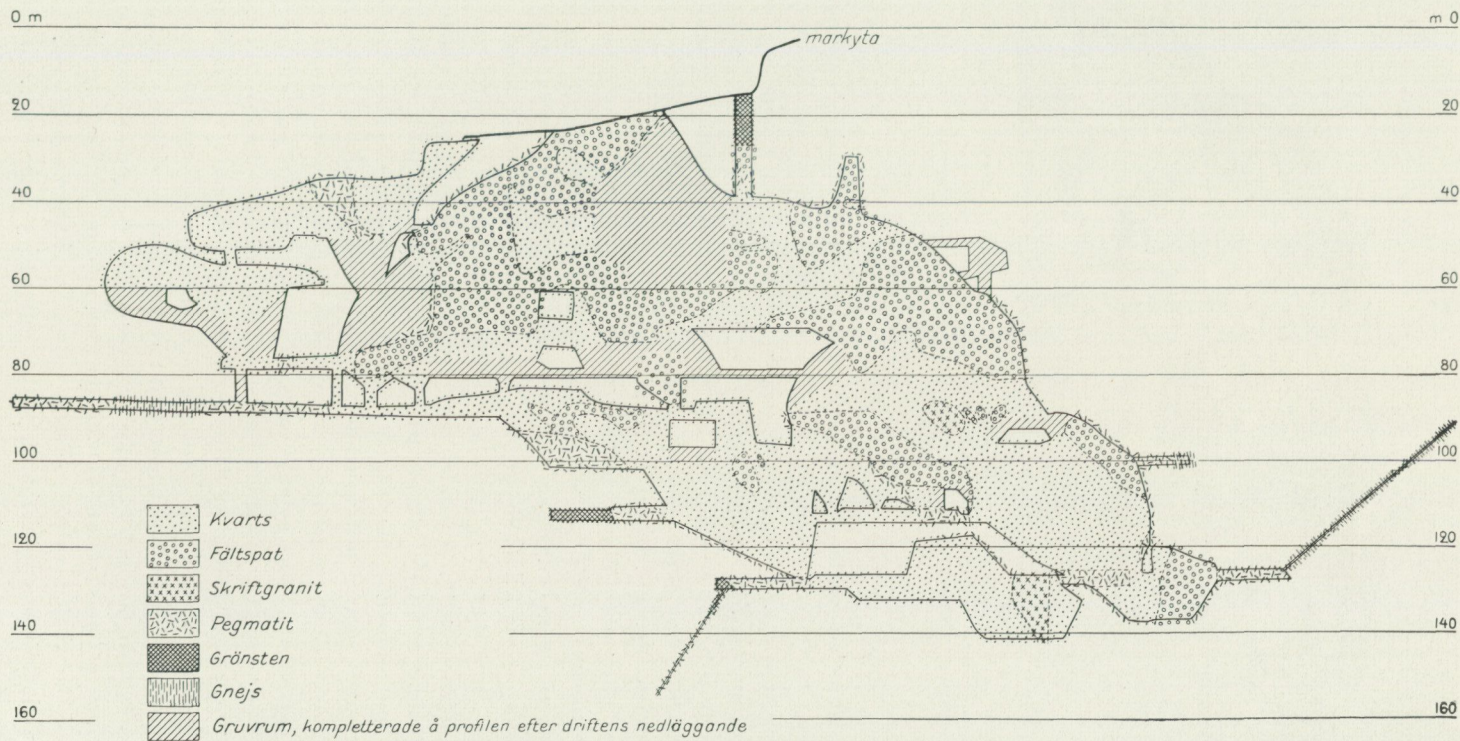 0 m m 0
markyta
20 20
40 40
60 60
80 80
100 100
Kvarts
120 120
Fältspat
Skriftgranit
Pegmatit
140 140
Grönsten
Gnejs
160 160
Gruvrum, kompletterade å profilen efter driftens nedläggande